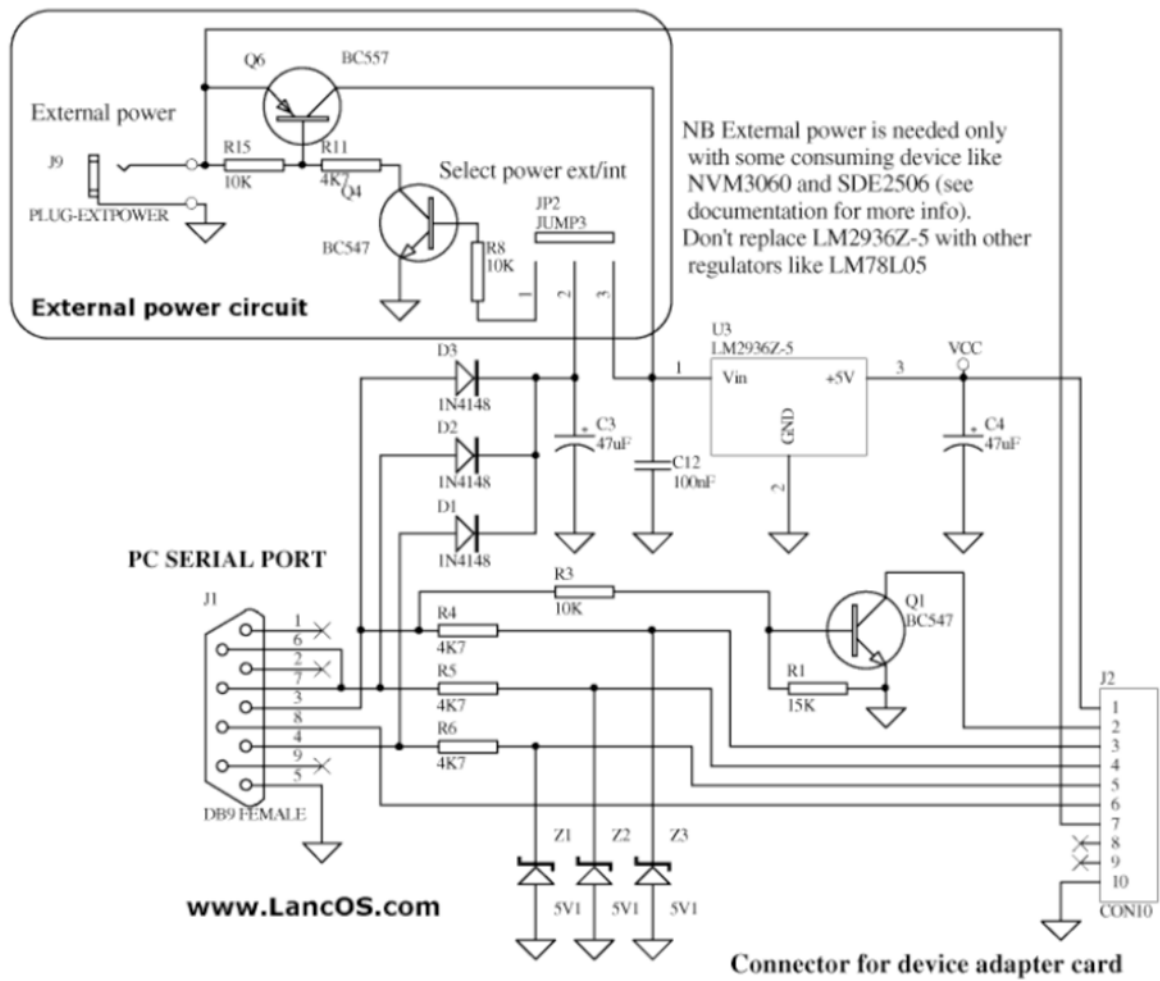 Q6
BC557
External power
J9
PLUG-EXTPOWER
R15
10K
R11
4K7
Q4
BC547
Select power ext/int
JP2
JUMP3
R8
10K
1
2
3
External power circuit
NB External power is needed only
with some consuming device like
NVM3060 and SDE2506 (see
documentation for more info).
Don't replace LM2936Z-5 with other
regulators like LM78L05
U3
LM2936Z-5
1
Vin
+5V
3
GND
2
VCC
D3
1N4148
D2
1N4148
D1
1N4148
+
C3
47uF
C12
100nF
+
C4
47uF
PC SERIAL PORT
J1
1
6
2
7
3
8
4
9
5
DB9 FEMALE
R3
10K
R4
4K7
R5
4K7
R6
4K7
Q1
BC547
R1
15K
Z1
Z2
Z3
5V1
5V1
5V1
J2
1
2
3
4
5
6
7
8
9
10
CON10
www.LancOS.com
Connector for device adapter card